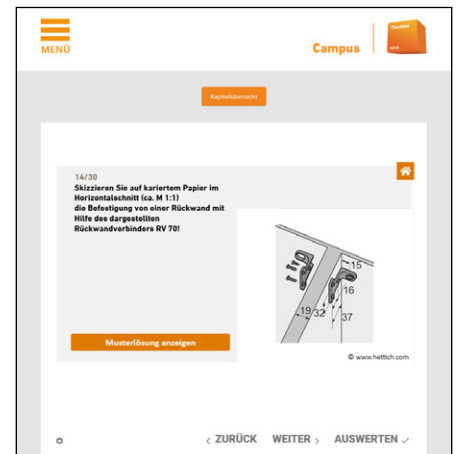 MENÜ
Campus
Tischler
Kapitelübersicht
14/30
Skizzieren Sie auf kariertem Papier im
Horizontalschnitt (ca. M 1:1)
die Befestigung von einer Rückwand mit
Hilfe des dargestellten
Rückwandverbinders RV 70!
15
16
19
32
37
Musterlösung anzeigen
© www.hettich.com
< ZURÜCK WEITER > AUSWERTEN ✓